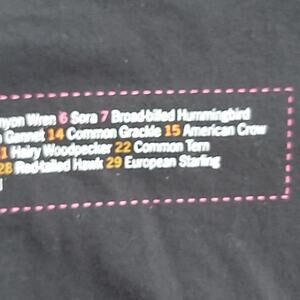 nyon Wren 6 Sora 7 Broad-billed Hummingbird
n Gannet 14 Common Grackle 15 American Crow
1 Hairy Woodpecker 22 Common Tern
28 Red-tailed Hawk 29 European Starling